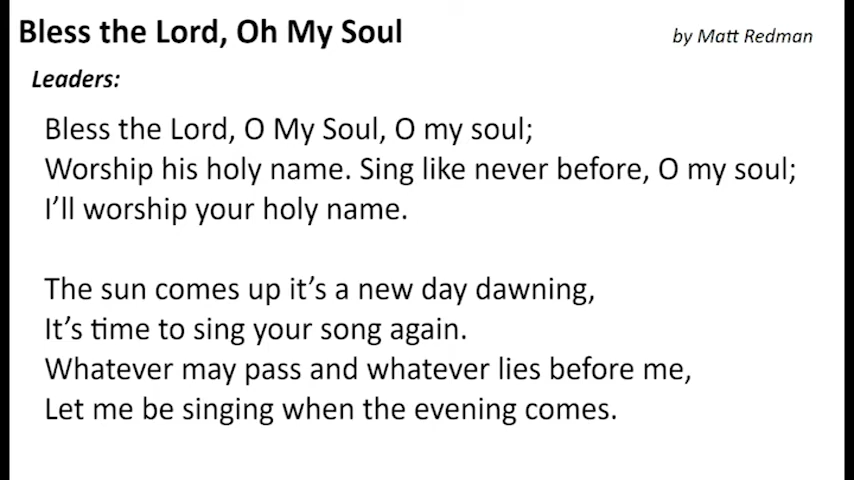 Bless the Lord, Oh My Soul
by Matt Redman
Leaders:
Bless the Lord, O My Soul, O my soul;
Worship his holy name. Sing like never before, O my soul;
I'll worship your holy name.
The sun comes up it's a new day dawning,
It's time to sing your song again.
Whatever may pass and whatever lies before me,
Let me be singing when the evening comes.